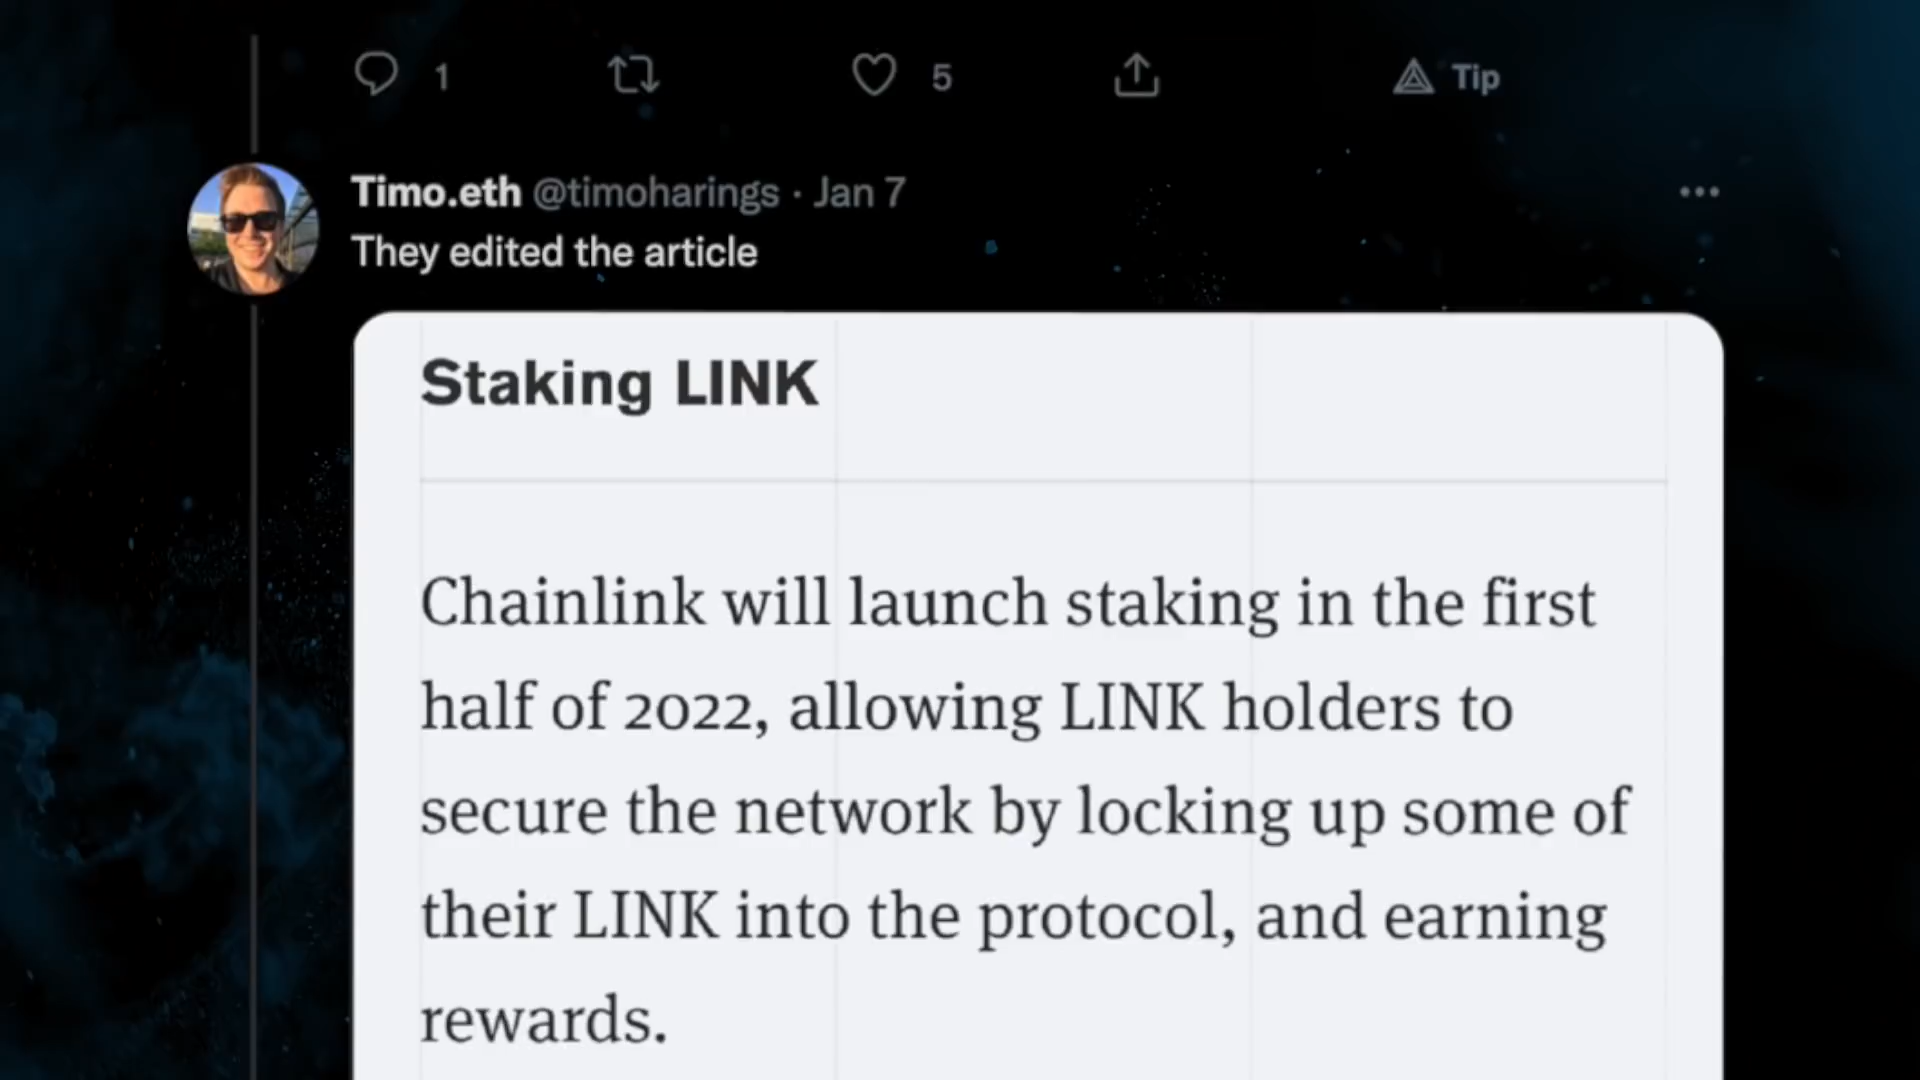 1 5 Tip
Timo.eth @timoharings · Jan 7
They edited the article
Staking LINK
Chainlink will launch staking in the first
half of 2022, allowing LINK holders to
secure the network by locking up some of
their LINK into the protocol, and earning
rewards.